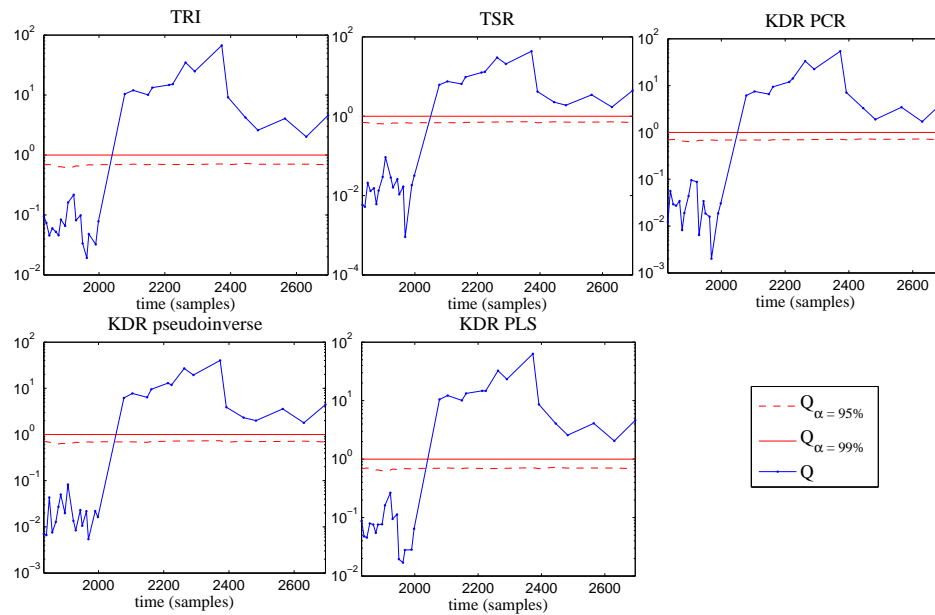 TRI
10^2
10^1
10^0
10^-1
10^-2
2000 2200 2400 2600
time (samples)
TSR
10^2
10^0
10^-2
10^-4
2000 2200 2400 2600
time (samples)
KDR PCR
10^2
10^1
10^0
10^-1
10^-2
10^-3
2000 2200 2400 2600
time (samples)
KDR pseudoinverse
10^2
10^1
10^0
10^-1
10^-2
10^-3
2000 2200 2400 2600
time (samples)
KDR PLS
10^2
10^1
10^0
10^-1
10^-2
2000 2200 2400 2600
time (samples)
Q α = 95%
Q α = 99%
Q